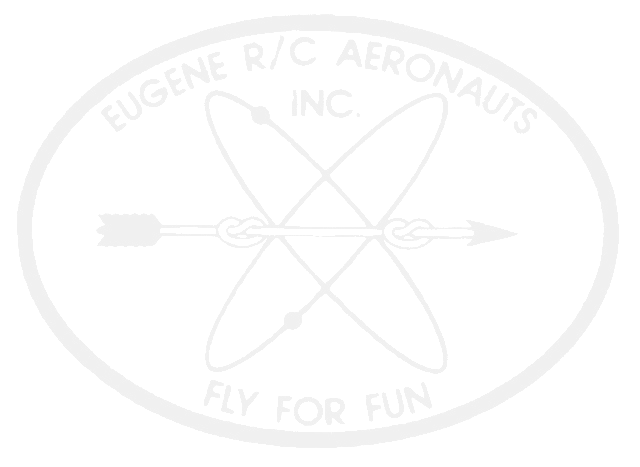 EUGENE R/C AERONAUTS
INC.
FLY FOR FUN